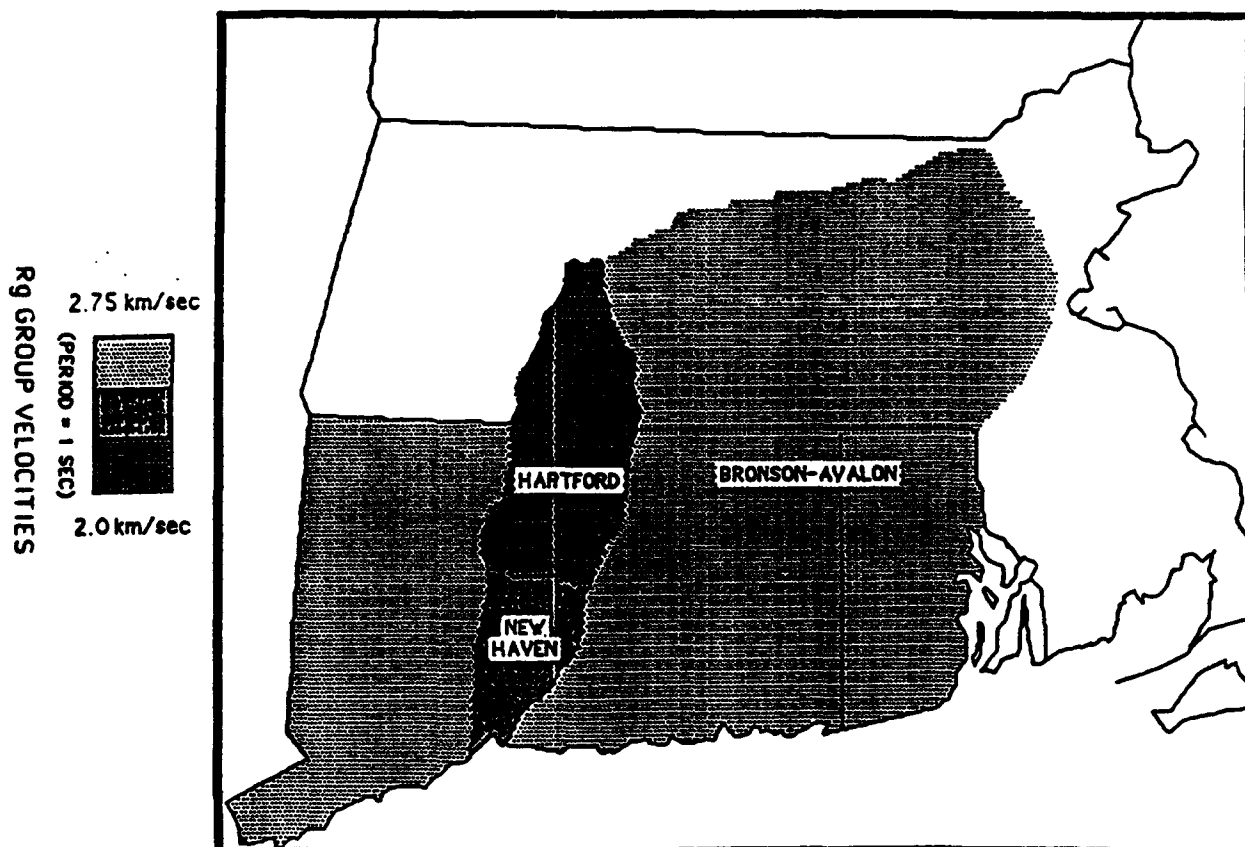 Rg GROUP VELOCITIES
(PERIOD = 1 SEC)
2.75 km/sec
2.0 km/sec
HARTFORD
BRONSON-AVALON
NEW
HAVEN